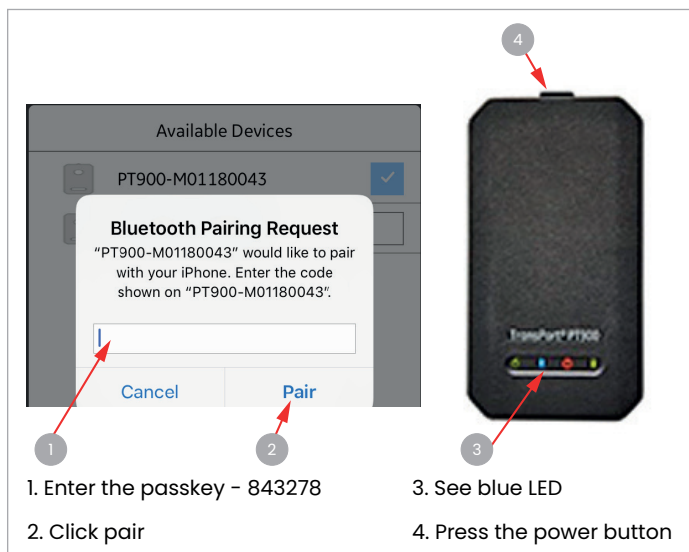 4
Available Devices
PT900-M01180043
Bluetooth Pairing Request
“PT900-M01180043” would like to pair
with your iPhone. Enter the code
shown on “PT900-M01180043”.
Cancel
Pair
TransPort® PT900
1
2
3
1. Enter the passkey - 843278
2. Click pair
3. See blue LED
4. Press the power button